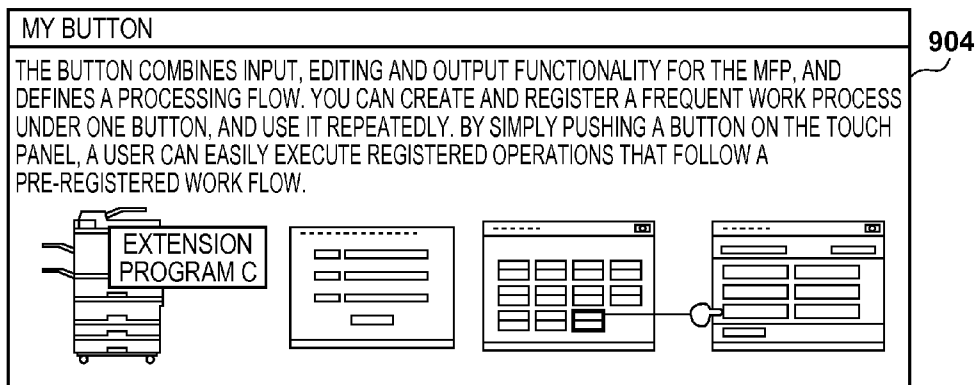 MY BUTTON
904
THE BUTTON COMBINES INPUT, EDITING AND OUTPUT FUNCTIONALITY FOR THE MFP, AND
DEFINES A PROCESSING FLOW. YOU CAN CREATE AND REGISTER A FREQUENT WORK PROCESS
UNDER ONE BUTTON, AND USE IT REPEATEDLY. BY SIMPLY PUSHING A BUTTON ON THE TOUCH
PANEL, A USER CAN EASILY EXECUTE REGISTERED OPERATIONS THAT FOLLOW A
PRE-REGISTERED WORK FLOW.
EXTENSION
PROGRAM C